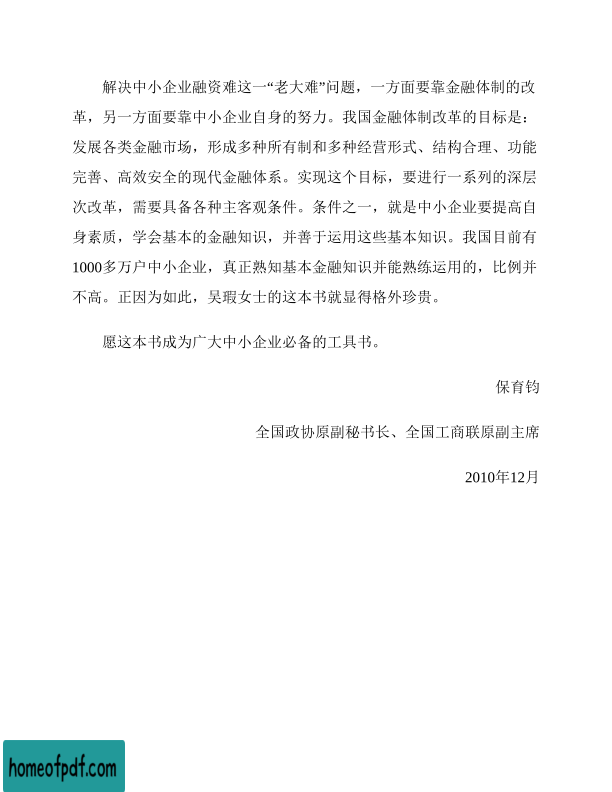 解决中小企业融资难这一“老大难”问题，一方面要靠金融体制的改
革，另一方面要靠中小企业自身的努力。我国金融体制改革的目标是：
发展各类金融市场，形成多种所有制和多种经营形式、结构合理、功能
完善、高效安全的现代金融体系。实现这个目标，要进行一系列的深层
次改革，需要具备各种主客观条件。条件之一，就是中小企业要提高自
身素质，学会基本的金融知识，并善于运用这些基本知识。我国目前有
1000多万户中小企业，真正熟知基本金融知识并能熟练运用的，比例并
不高。正因为如此，吴瑕女士的这本书就显得格外珍贵。
愿这本书成为广大中小企业必备的工具书。
保育钧
全国政协原副秘书长、全国工商联原副主席
2010年12月
homeofpdf.com